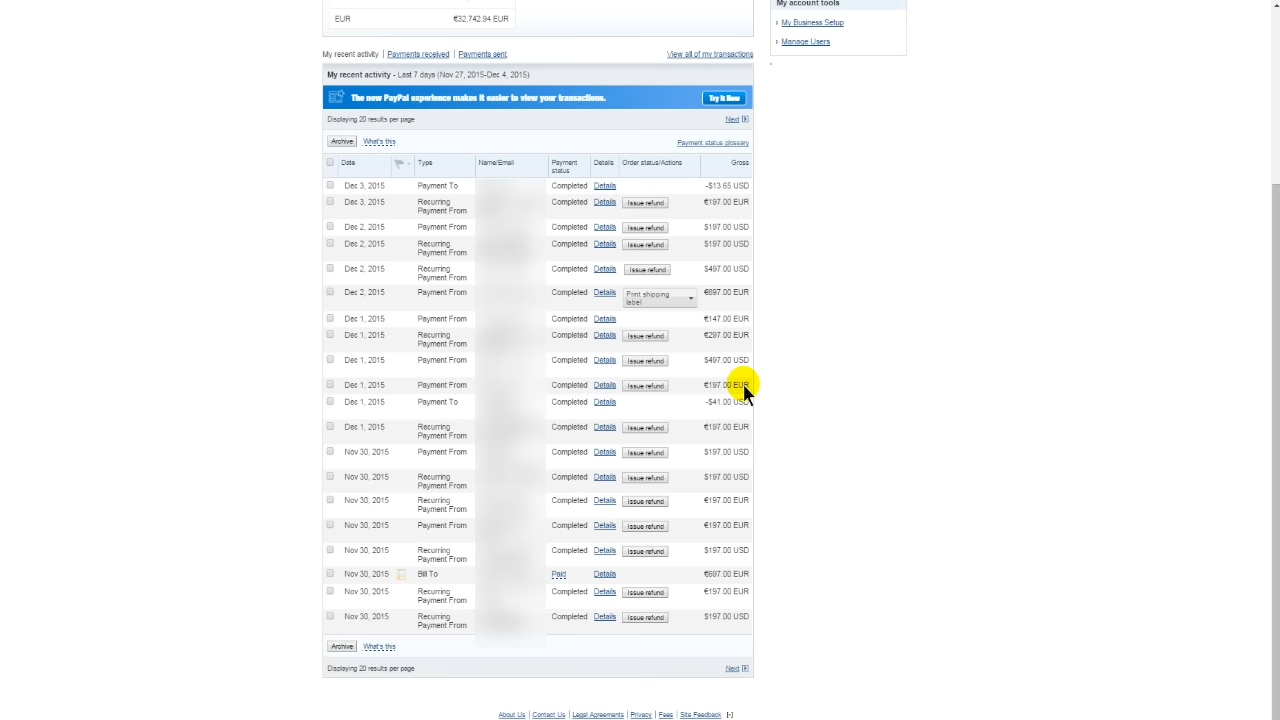 My account tools
EUR €32,742.94 EUR
› My Business Setup
› Manage Users
My recent activity | Payments received | Payments sent View all of my transactions
My recent activity - Last 7 days (Nov 27, 2015-Dec 4, 2015)
The new PayPal experience makes it easier to view your transactions. Try It Now
Displaying 20 results per page Next
Archive What's this Payment status glossary
Date Type Name/Email Payment status Details Order status/Actions Gross
Dec 3, 2015 Payment To Completed Details -$13.65 USD
Dec 3, 2015 Recurring Payment From Completed Details Issue refund €197.00 EUR
Dec 2, 2015 Payment From Completed Details Issue refund $197.00 USD
Dec 2, 2015 Recurring Payment From Completed Details Issue refund $197.00 USD
Dec 2, 2015 Recurring Payment From Completed Details Issue refund $497.00 USD
Dec 2, 2015 Payment From Completed Details Print shipping label €697.00 EUR
Dec 1, 2015 Payment From Completed Details €147.00 EUR
Dec 1, 2015 Recurring Payment From Completed Details Issue refund €297.00 EUR
Dec 1, 2015 Payment From Completed Details Issue refund $497.00 USD
Dec 1, 2015 Payment From Completed Details Issue refund €197.00 EUR
Dec 1, 2015 Payment To Completed Details -$41.00 USD
Dec 1, 2015 Recurring Payment From Completed Details Issue refund €197.00 EUR
Nov 30, 2015 Payment From Completed Details Issue refund $197.00 USD
Nov 30, 2015 Recurring Payment From Completed Details Issue refund $197.00 USD
Nov 30, 2015 Recurring Payment From Completed Details Issue refund €197.00 EUR
Nov 30, 2015 Payment From Completed Details Issue refund €197.00 EUR
Nov 30, 2015 Recurring Payment From Completed Details Issue refund $197.00 USD
Nov 30, 2015 Bill To Paid Details €697.00 EUR
Nov 30, 2015 Recurring Payment From Completed Details Issue refund €197.00 EUR
Nov 30, 2015 Recurring Payment From Completed Details Issue refund $197.00 USD
Archive What's this
Displaying 20 results per page Next
About Us | Contact Us | Legal Agreements | Privacy | Fees | Site Feedback [-]